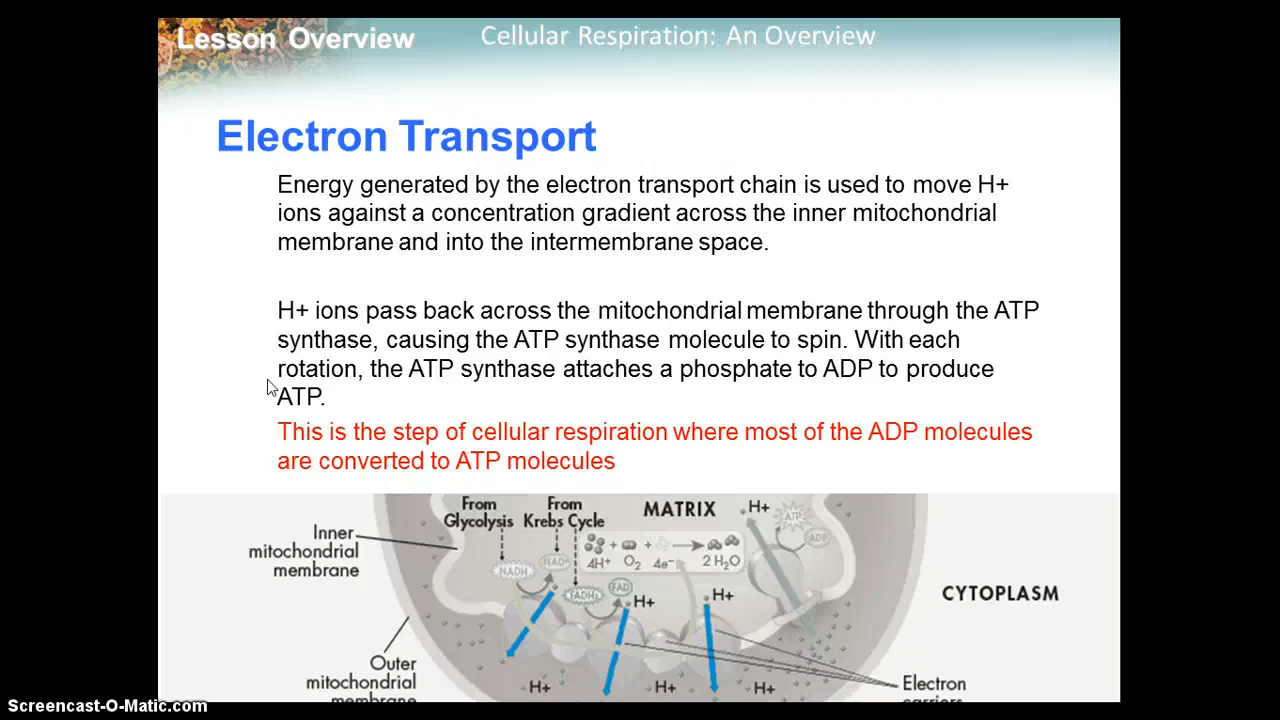 Lesson Overview
Cellular Respiration: An Overview
Electron Transport
Energy generated by the electron transport chain is used to move H+
ions against a concentration gradient across the inner mitochondrial
membrane and into the intermembrane space.
H+ ions pass back across the mitochondrial membrane through the ATP
synthase, causing the ATP synthase molecule to spin. With each
rotation, the ATP synthase attaches a phosphate to ADP to produce
ATP.
This is the step of cellular respiration where most of the ADP molecules
are converted to ATP molecules
From
Glycolysis
From
Krebs Cycle
MATRIX
H+
ATP
ADP
Inner
mitochondrial
membrane
4H+ + O₂ + 4e- → 2 H₂O
NADH
NAD+
FADH₂
FAD
H+
H+
CYTOPLASM
Outer
mitochondrial
membrane
H+
H+
H+
Electron
carriers
Screencast-O-Matic.com